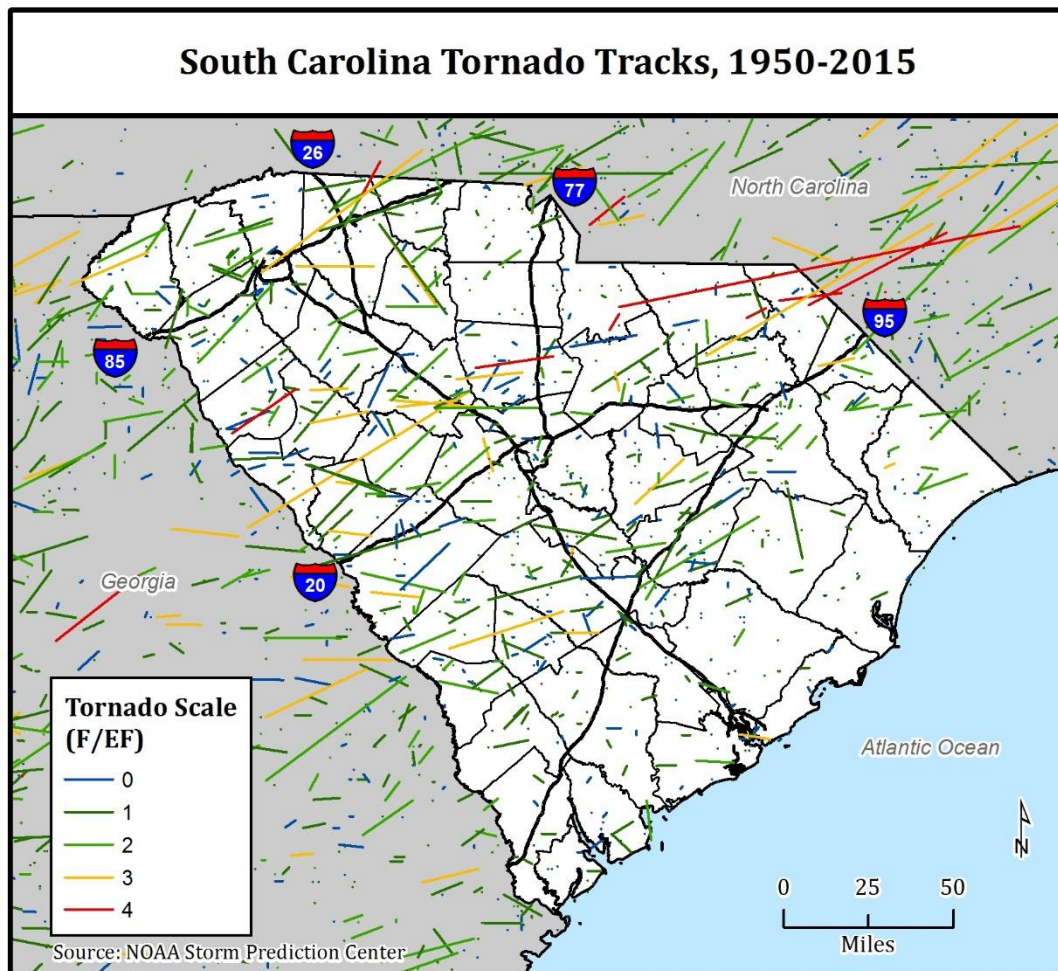 South Carolina Tornado Tracks, 1950-2015
26
77
North Carolina
95
85
20
Georgia
Tornado Scale
(F/EF)
0
1
2
3
4
Atlantic Ocean
N
0 25 50
Miles
Source: NOAA Storm Prediction Center